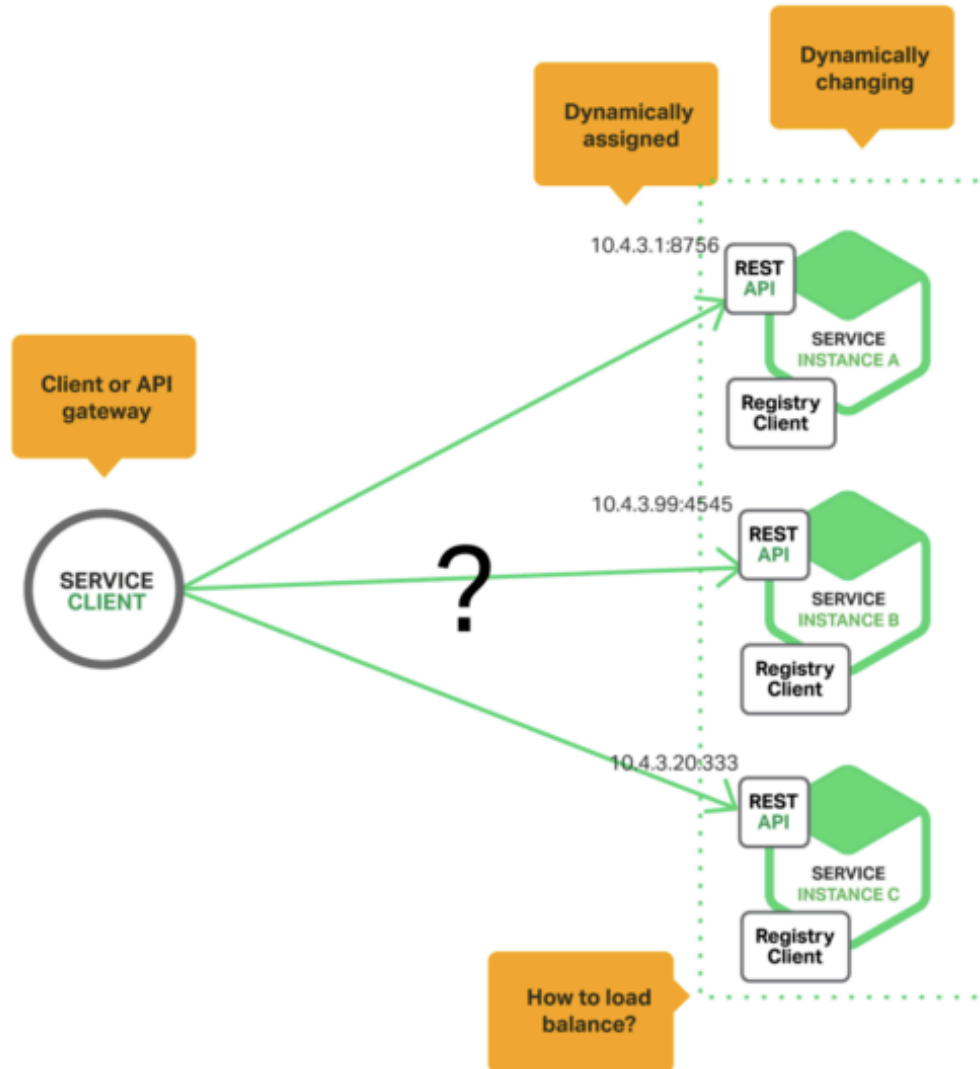 Dynamically
changing
Dynamically
assigned
10.4.3.1:8756
REST
API
SERVICE
INSTANCE A
Registry
Client
Client or API
gateway
10.4.3.99:4545
REST
API
SERVICE
INSTANCE B
Registry
Client
SERVICE
CLIENT
?
10.4.3.20:333
REST
API
SERVICE
INSTANCE C
Registry
Client
How to load
balance?